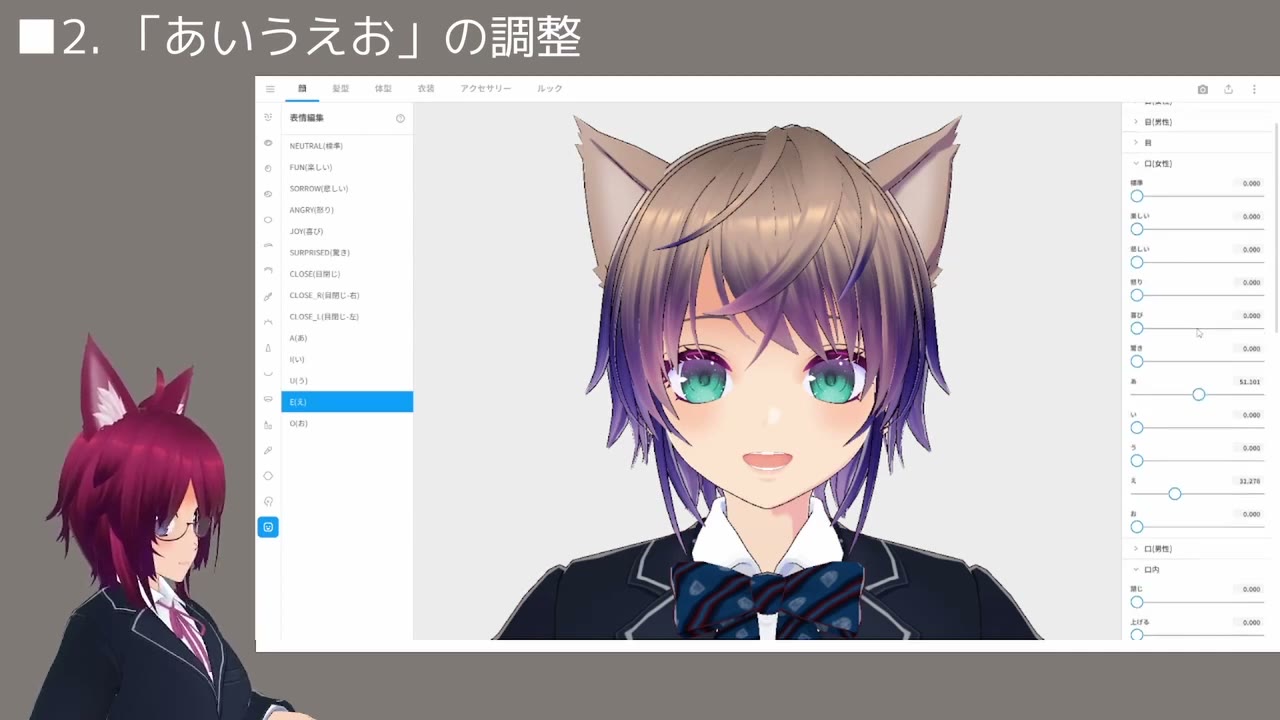 ■2. 「あいうえお」の調整
顔 髪型 体型 衣装 アクセサリー ルック
表情編集
NEUTRAL(標準)
FUN(楽しい)
SORROW(悲しい)
ANGRY(怒り)
JOY(喜び)
SURPRISED(驚き)
CLOSE(目閉じ)
CLOSE_R(目閉じ-右)
CLOSE_L(目閉じ-左)
A(あ)
I(い)
U(う)
E(え)
O(お)
目(男性)
口(女性)
標準 0.000
楽しい 0.000
悲しい 0.000
怒り 0.000
喜び 0.000
驚き 0.000
あ 51.101
い 0.000
う 0.000
え 31.278
お 0.000
口(男性)
口内
閉じ 0.000
上げる 0.000